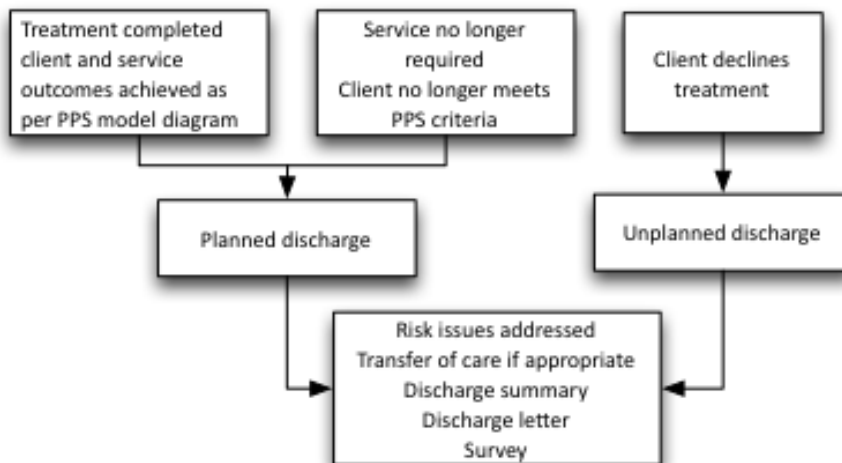 Treatment completed
client and service
outcomes achieved as
per PPS model diagram
Service no longer
required
Client no longer meets
PPS criteria
Client declines
treatment
Planned discharge
Unplanned discharge
Risk issues addressed
Transfer of care if appropriate
Discharge summary
Discharge letter
Survey